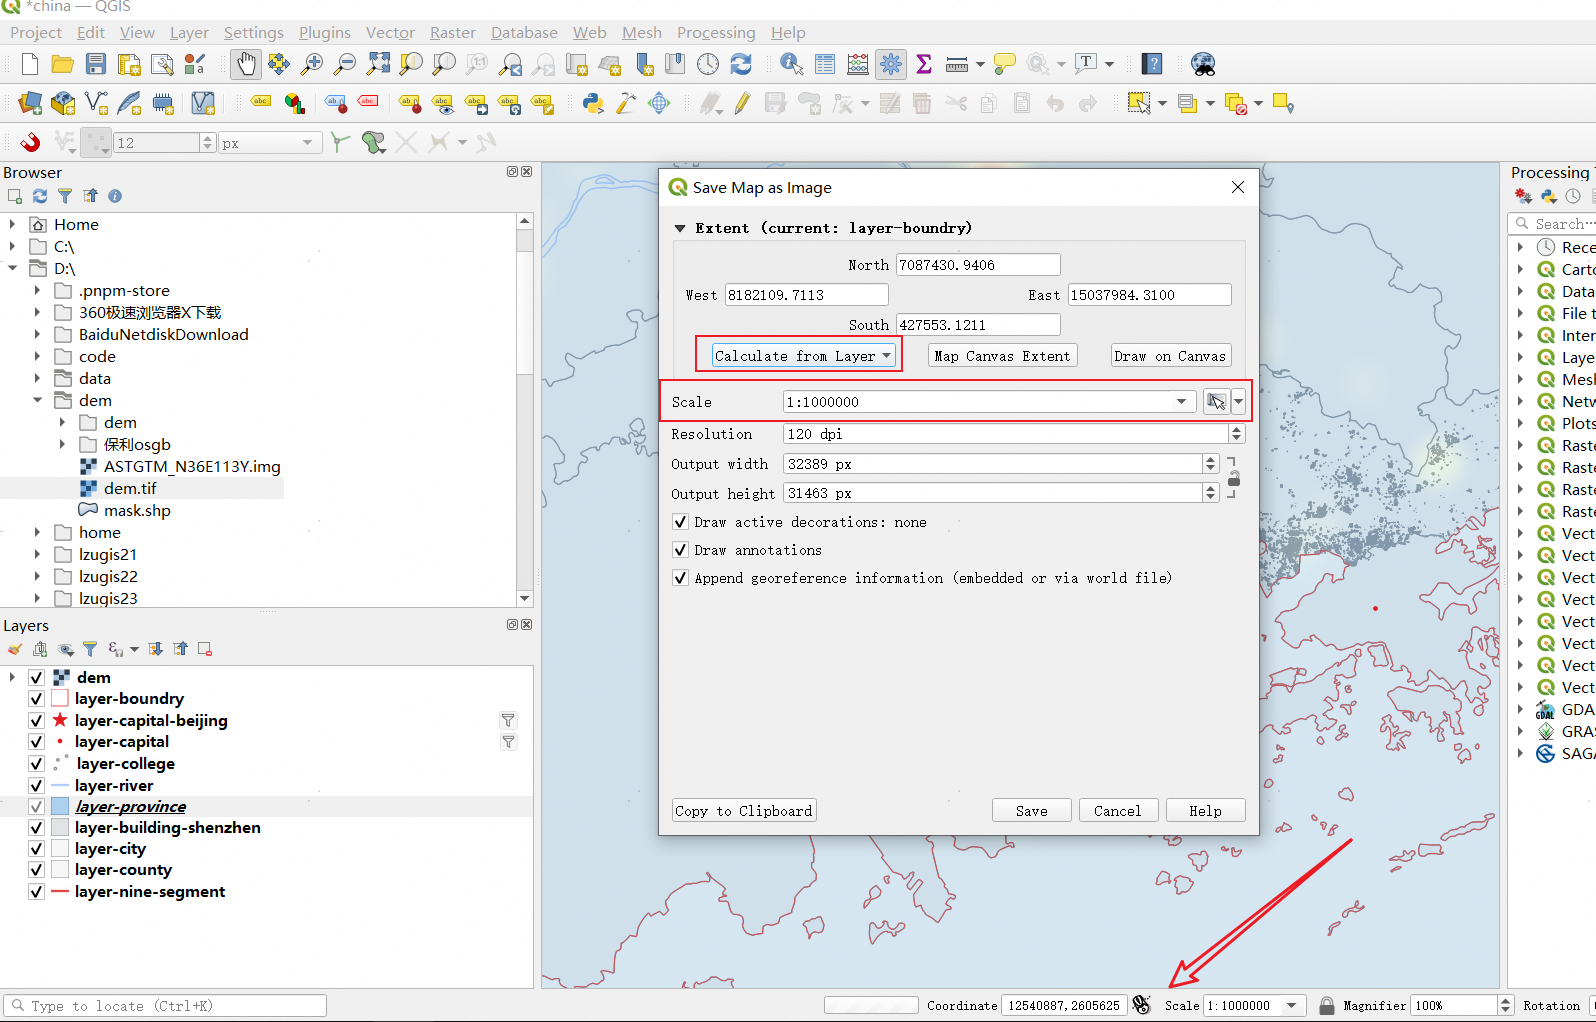 *china — QGIS
Project Edit View Layer Settings Plugins Vector Raster Database Web Mesh Processing Help
12 px
Browser
Home
C:\
D:\
.pnpm-store
360极速浏览器X下载
BaiduNetdiskDownload
code
data
dem
dem
保利osgb
ASTGTM_N36E113Y.img
dem.tif
mask.shp
home
lzugis21
lzugis22
lzugis23
Layers
dem
layer-boundry
layer-capital-beijing
layer-capital
layer-college
layer-river
layer-province
layer-building-shenzhen
layer-city
layer-county
layer-nine-segment
Save Map as Image
Extent (current: layer-boundry)
North 7087430.9406
West 8182109.7113 East 15037984.3100
South 427553.1211
Calculate from Layer Map Canvas Extent Draw on Canvas
Scale 1:1000000
Resolution 120 dpi
Output width 32389 px
Output height 31463 px
Draw active decorations: none
Draw annotations
Append georeference information (embedded or via world file)
Copy to Clipboard Save Cancel Help
Processing
Search…
Rece
Carto
Data
File t
Inter
Laye
Mesh
Netw
Plots
Raste
Raste
Raste
Raste
Vect
Vect
Vect
Vect
Vect
Vect
Vect
Vect
GDA
GRAS
SAGA
Type to locate (Ctrl+K) Coordinate 12540887,2605625 Scale 1:1000000 Magnifier 100% Rotation